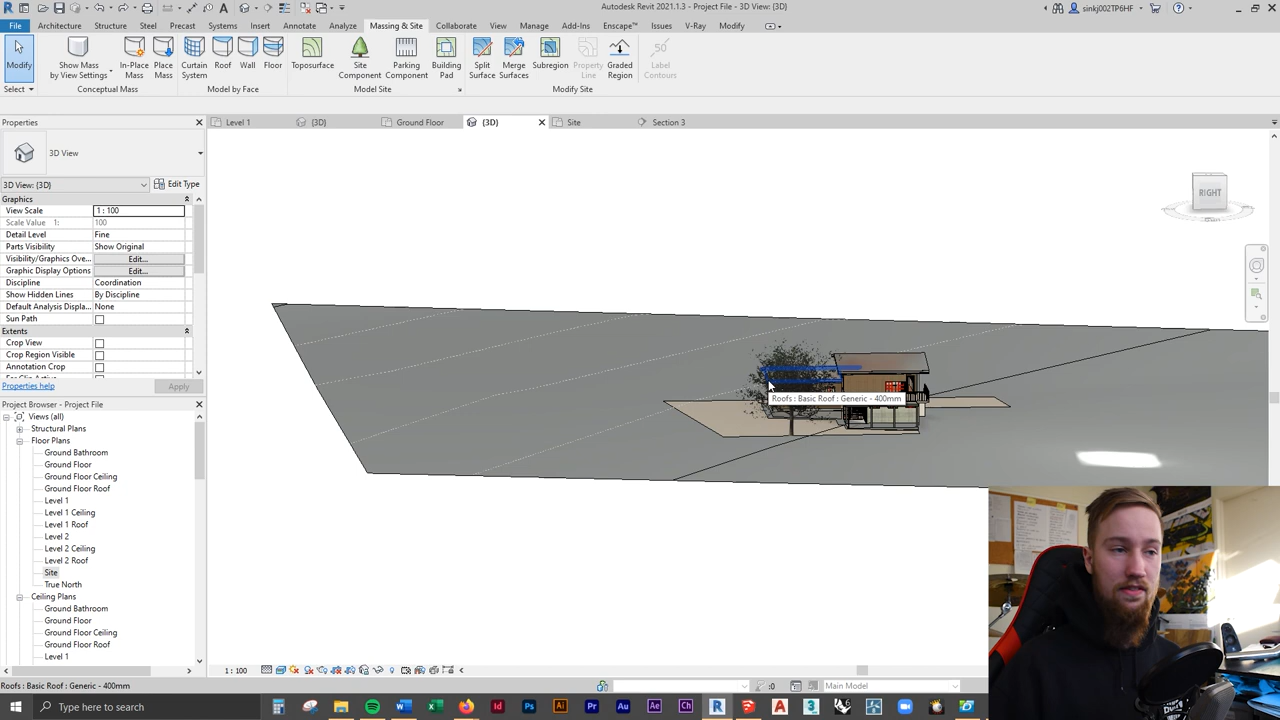 Autodesk Revit 2021.1.3 - Project File - 3D View: {3D}
sinkj002TP6HF
File Architecture Structure Steel Precast Systems Insert Annotate Analyze Massing & Site Collaborate View Manage Add-Ins Enscape™ Issues V-Ray Modify
Modify
Show Mass
by View Settings
In-Place
Mass
Place
Mass
Curtain
System
Roof
Wall
Floor
Toposurface
Site
Component
Parking
Component
Building
Pad
Split
Surface
Merge
Surfaces
Subregion
Property
Line
Graded
Region
Label
Contours
Select Conceptual Mass Model by Face Model Site Modify Site
Properties
Level 1 {3D} Ground Floor {3D} Site Section 3
3D View
3D View: {3D} Edit Type
Graphics
View Scale 1 : 100
Scale Value 1: 100
Detail Level Fine
Parts Visibility Show Original
Visibility/Graphics Ove... Edit...
Graphic Display Options Edit...
Discipline Coordination
Show Hidden Lines By Discipline
Default Analysis Displa... None
Sun Path
Extents
Crop View
Crop Region Visible
Annotation Crop
Properties help Apply
Project Browser - Project File
Views (all)
Structural Plans
Floor Plans
Ground Bathroom
Ground Floor
Ground Floor Ceiling
Ground Floor Roof
Level 1
Level 1 Ceiling
Level 1 Roof
Level 2
Level 2 Ceiling
Level 2 Roof
Site
True North
Ceiling Plans
Ground Bathroom
Ground Floor
Ground Floor Ceiling
Ground Floor Roof
Level 1
RIGHT
Roofs : Basic Roof : Generic - 400mm
1 : 100
Roofs : Basic Roof : Generic - 400mm
:0
Main Model
Type here to search